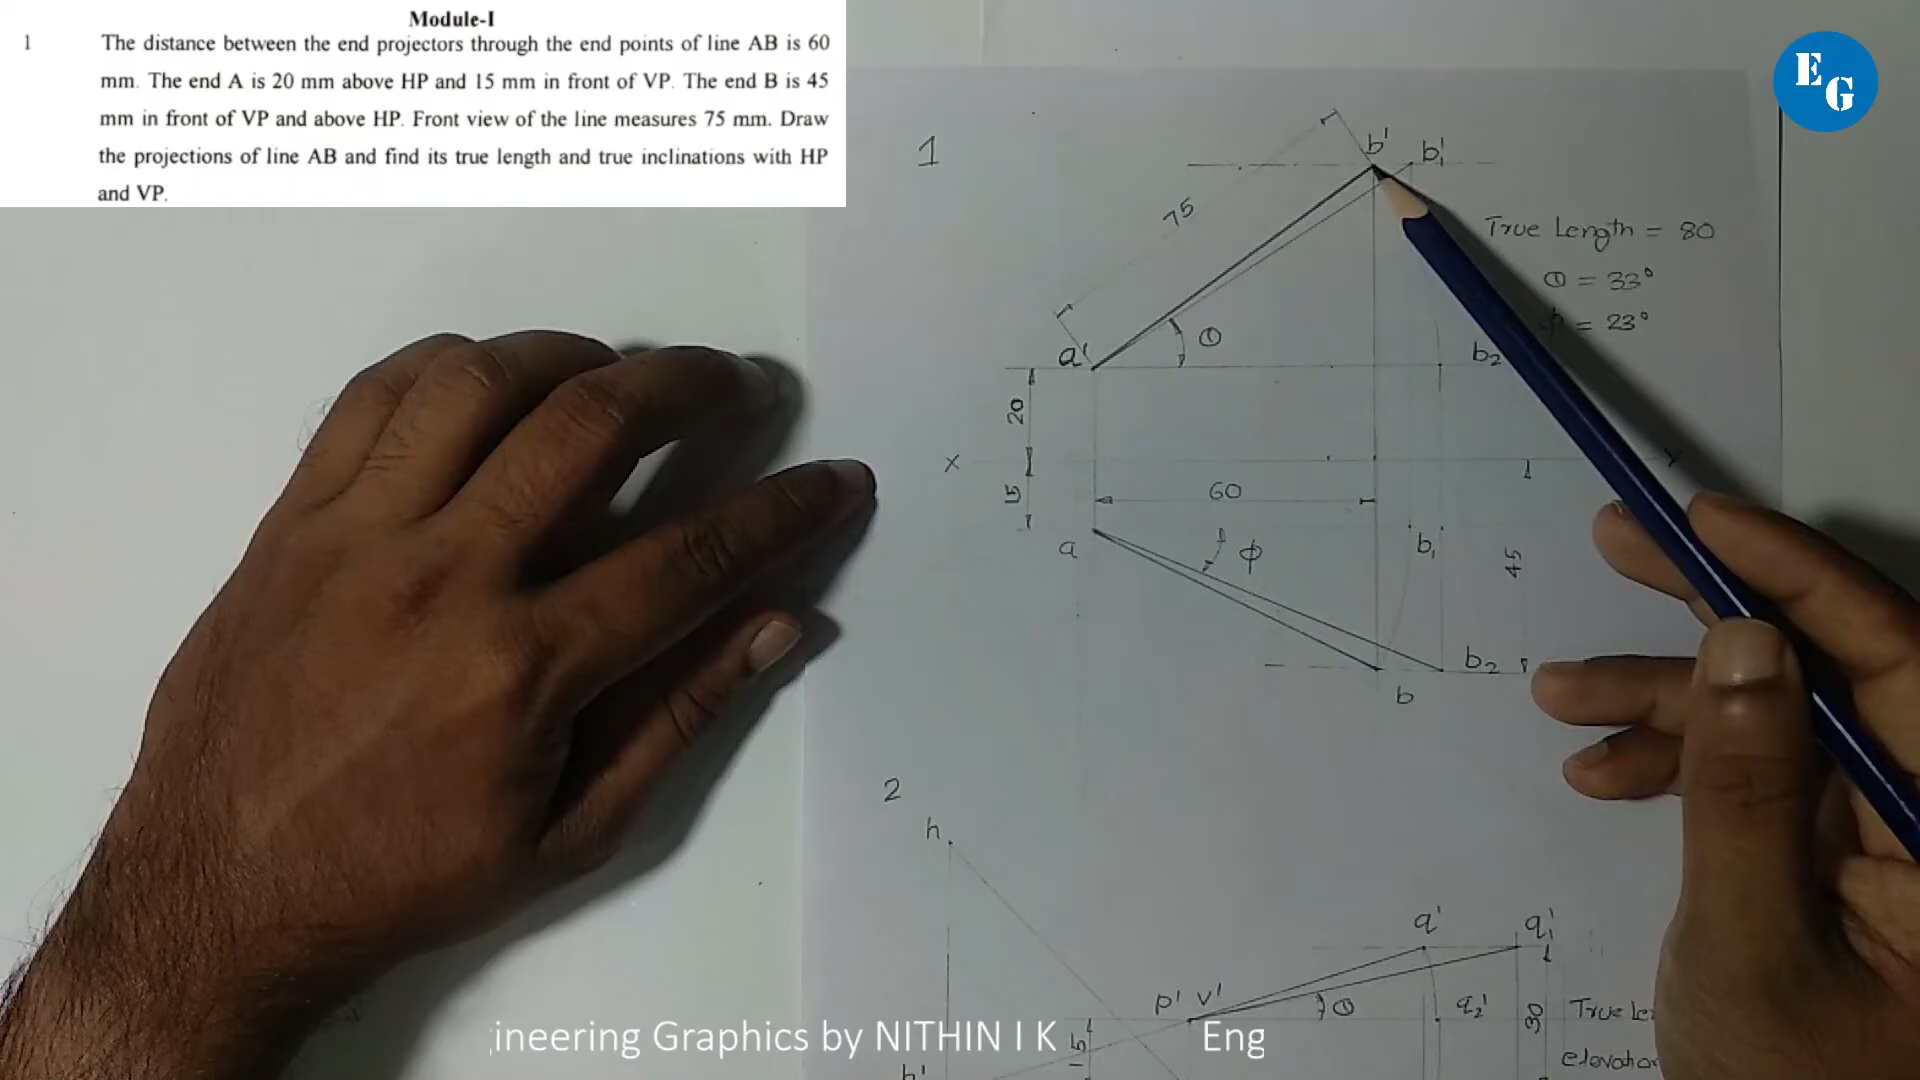 Module-I
1 The distance between the end projectors through the end points of line AB is 60
mm. The end A is 20 mm above HP and 15 mm in front of VP. The end B is 45
mm in front of VP and above HP. Front view of the line measures 75 mm. Draw
the projections of line AB and find its true length and true inclinations with HP
and VP.
E
G
1
b' b₁'
75
True Length = 80
θ = 33°
ϕ = 23°
a' θ b₂
20
X Y
15 60
a ϕ b₁ 45
b₂
b
2
h
q' q₁'
p' v' θ q₂' 30 True Le
gineering Graphics by NITHIN I K Eng
elevation
h'